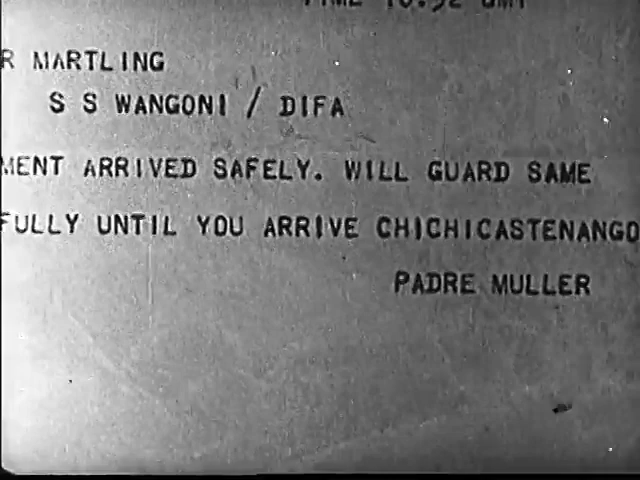 R MARTLING
S S WANGONI / DIFA
MENT ARRIVED SAFELY. WILL GUARD SAME
FULLY UNTIL YOU ARRIVE CHICHICASTENANGO
PADRE MULLER